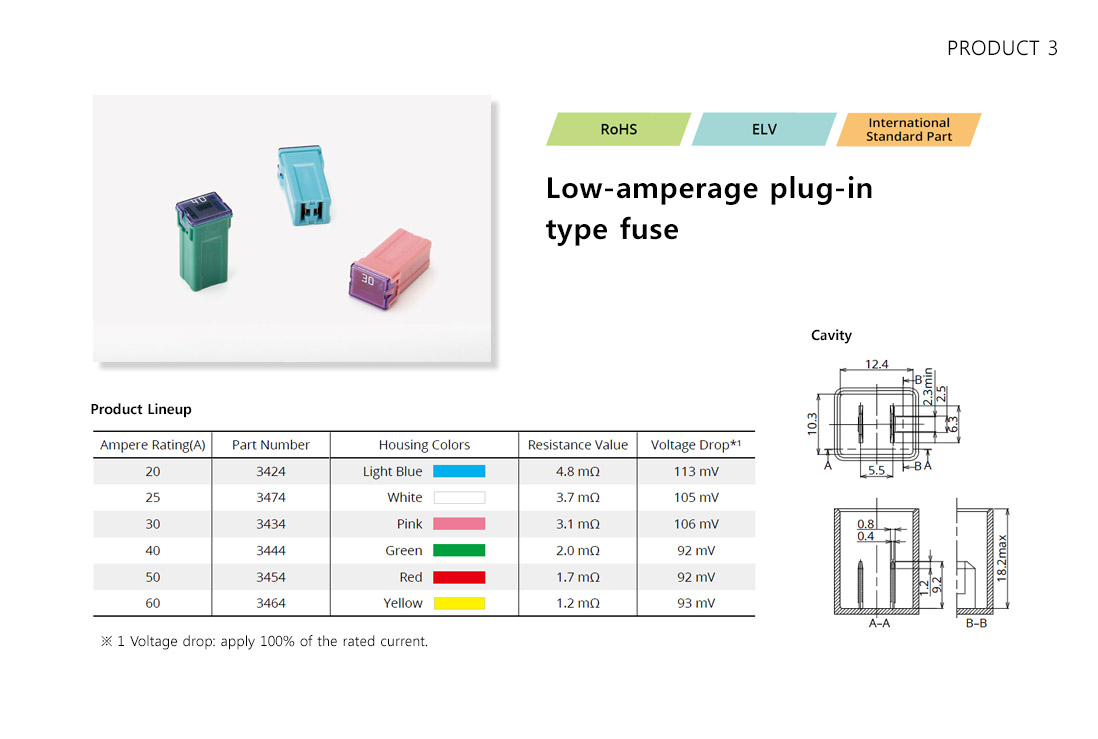 PRODUCT 3
RoHS
ELV
International
Standard Part
Low-amperage plug-in
type fuse
40
30
Cavity
12.4
B
2.3min
2.5
10.3
6.3
A
5.5
B A
0.8
0.4
1.2
9.2
18.2max
A–A
B–B
Product Lineup
Ampere Rating(A) Part Number Housing Colors Resistance Value Voltage Drop*1
20 3424 Light Blue 4.8 mΩ 113 mV
25 3474 White 3.7 mΩ 105 mV
30 3434 Pink 3.1 mΩ 106 mV
40 3444 Green 2.0 mΩ 92 mV
50 3454 Red 1.7 mΩ 92 mV
60 3464 Yellow 1.2 mΩ 93 mV
※ 1 Voltage drop: apply 100% of the rated current.